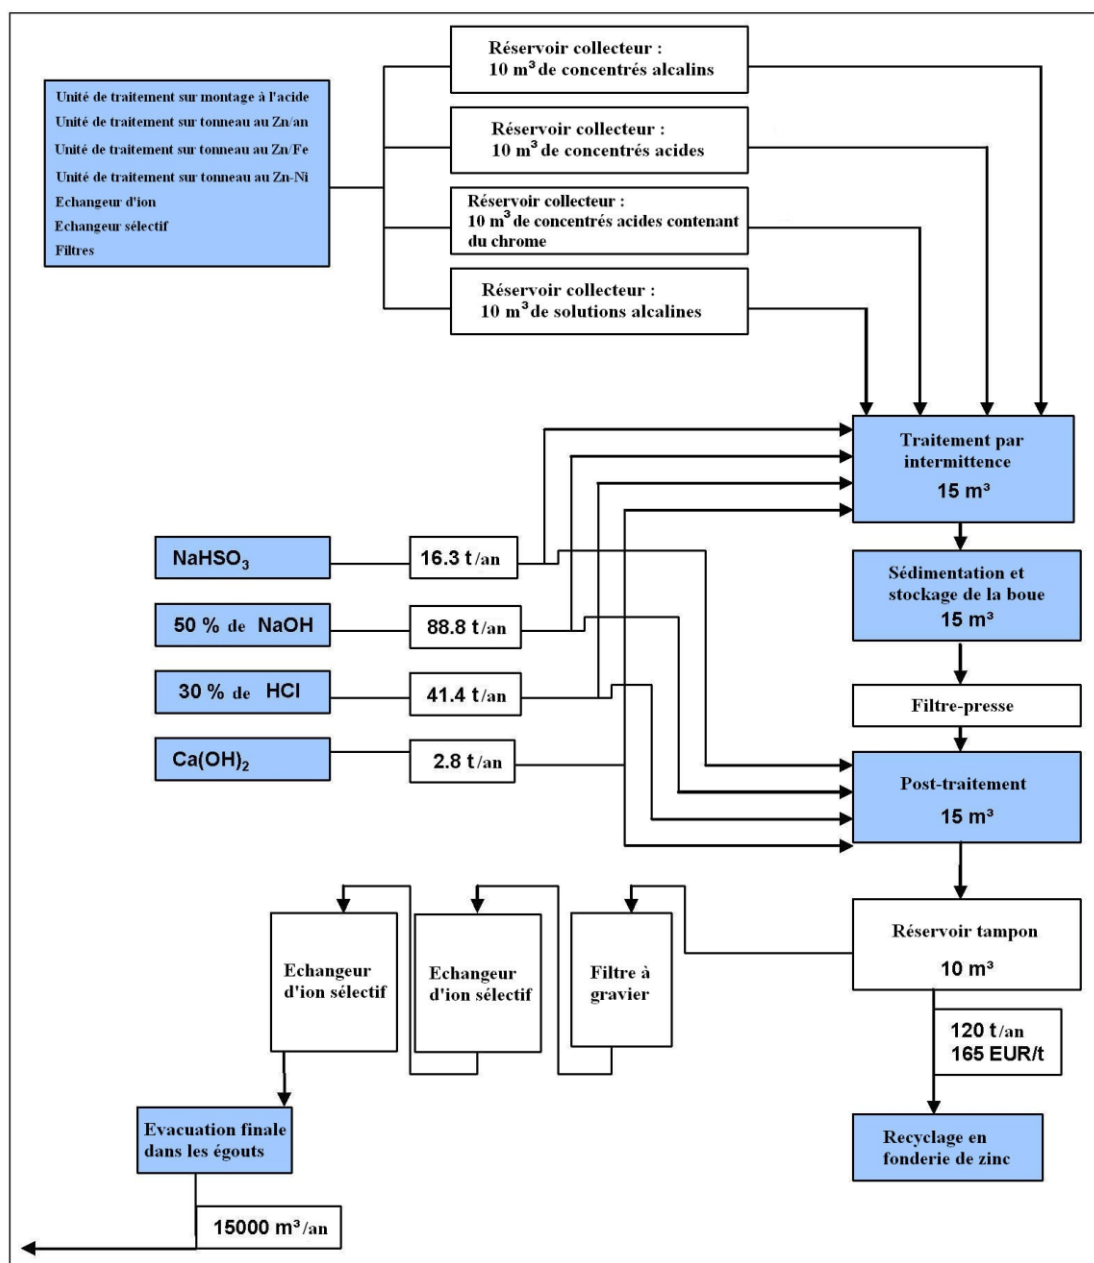 Réservoir collecteur :
10 m³ de concentrés alcalins
Unité de traitement sur montage à l'acide
Unité de traitement sur tonneau au Zn/an
Unité de traitement sur tonneau au Zn/Fe
Unité de traitement sur tonneau au Zn-Ni
Echangeur d'ion
Echangeur sélectif
Filtres
Réservoir collecteur :
10 m³ de concentrés acides
Réservoir collecteur :
10 m³ de concentrés acides contenant
du chrome
Réservoir collecteur :
10 m³ de solutions alcalines
Traitement par
intermittence
15 m³
NaHSO₃
16.3 t/an
Sédimentation et
stockage de la boue
15 m³
50 % de NaOH
88.8 t/an
30 % de HCl
41.4 t/an
Filtre-presse
Ca(OH)₂
2.8 t/an
Post-traitement
15 m³
Echangeur
d'ion sélectif
Echangeur
d'ion sélectif
Filtre à
gravier
Réservoir tampon
10 m³
120 t/an
165 EUR/t
Evacuation finale
dans les égouts
Recyclage en
fonderie de zinc
15000 m³/an